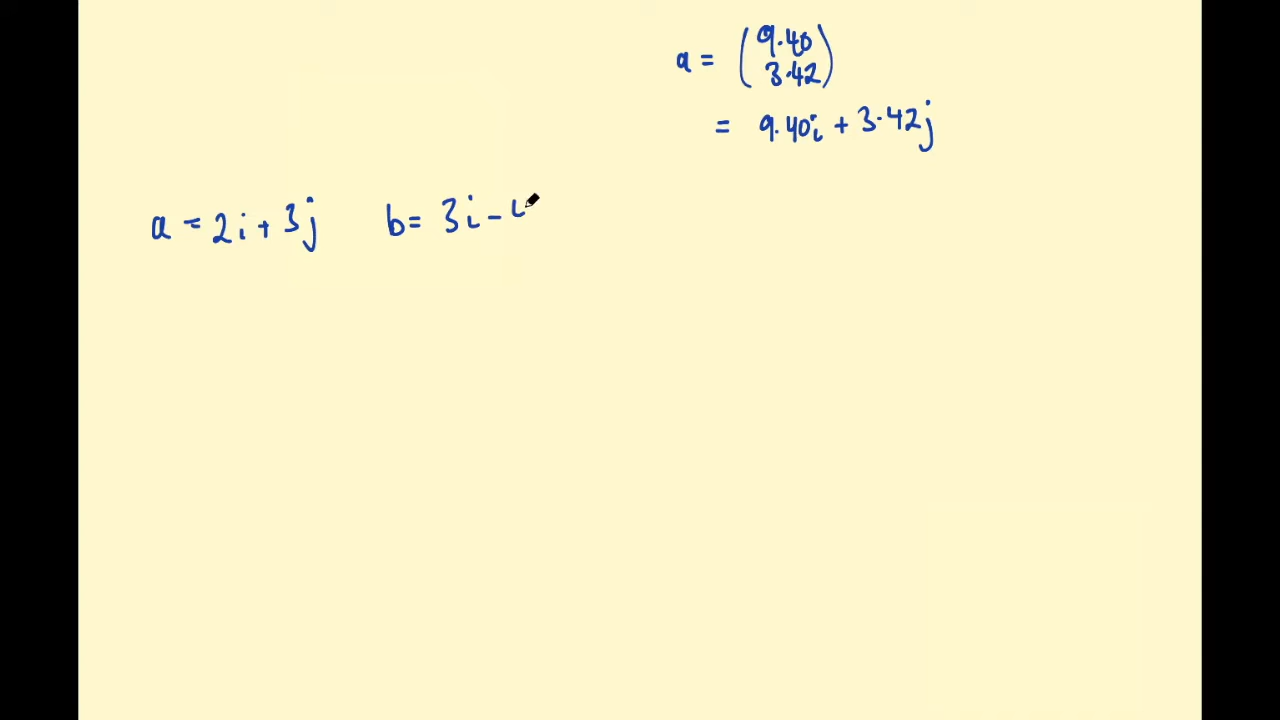 a = (9.40
3.42)
= 9.40i + 3.42j
a = 2i + 3j b = 3i -